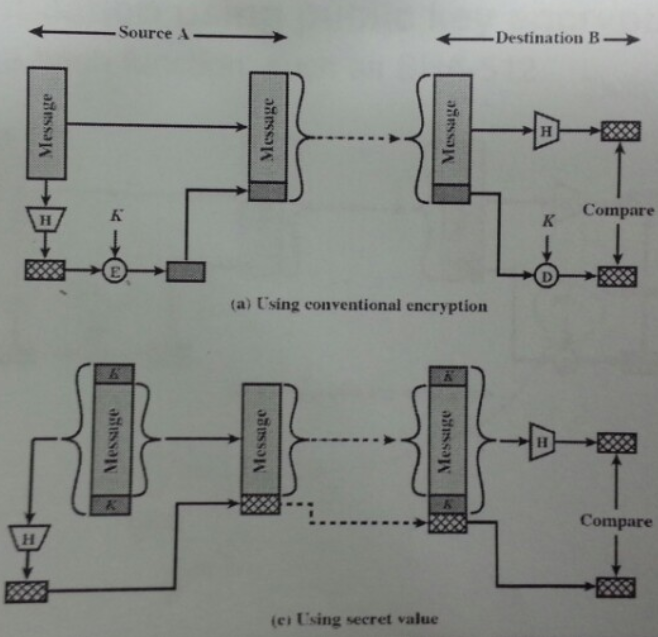 Source A
Destination B
Message
Message
Message
H
H
K
E
K
D
Compare
(a) Using conventional encryption
K
Message
K
Message
K
Message
K
H
H
Compare
(c) Using secret value